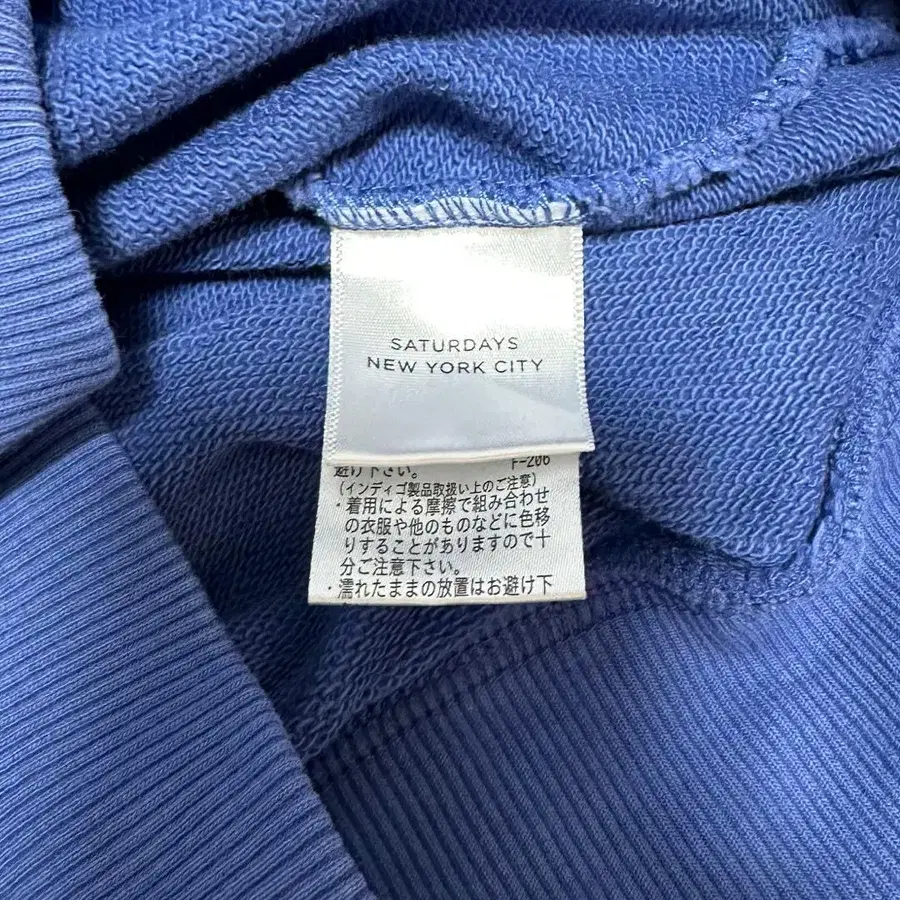 SATURDAYS
NEW YORK CITY
避け下さい。 F-206
(インディゴ製品取扱い上のご注意)
・着用による摩擦で組み合わせ
の衣服や他のものなどに色移
りすることがありますので十
分ご注意下さい。
・濡れたままの放置はお避け下